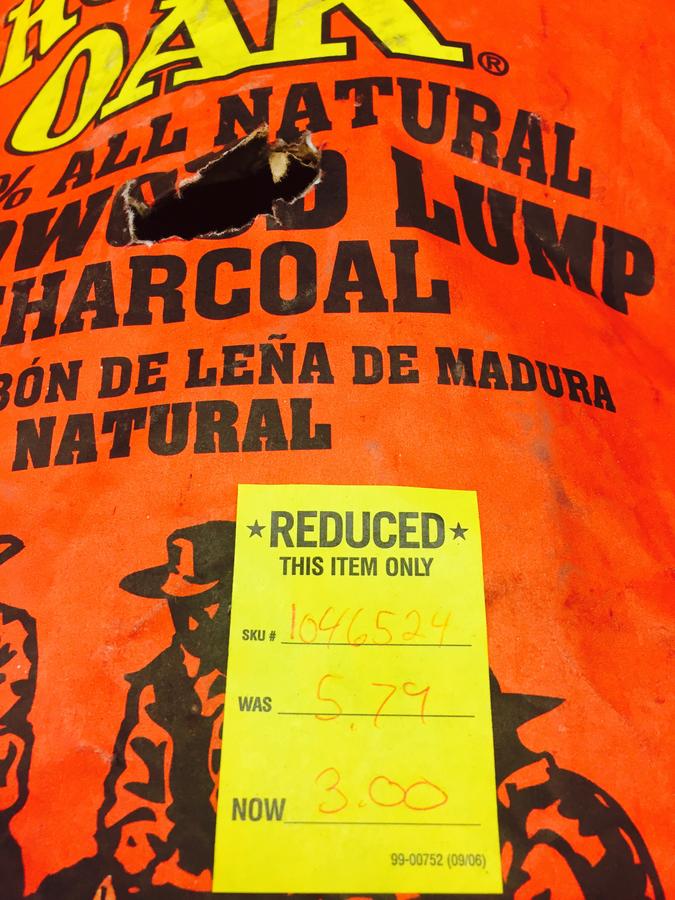 OAK®
% ALL NATURAL
LUMP
CHARCOAL
BÓN DE LEÑA DE MADURA
NATURAL
★REDUCED★
THIS ITEM ONLY
SKU # 1046524
WAS 5.79
NOW 3.00
99-00752 (09/06)